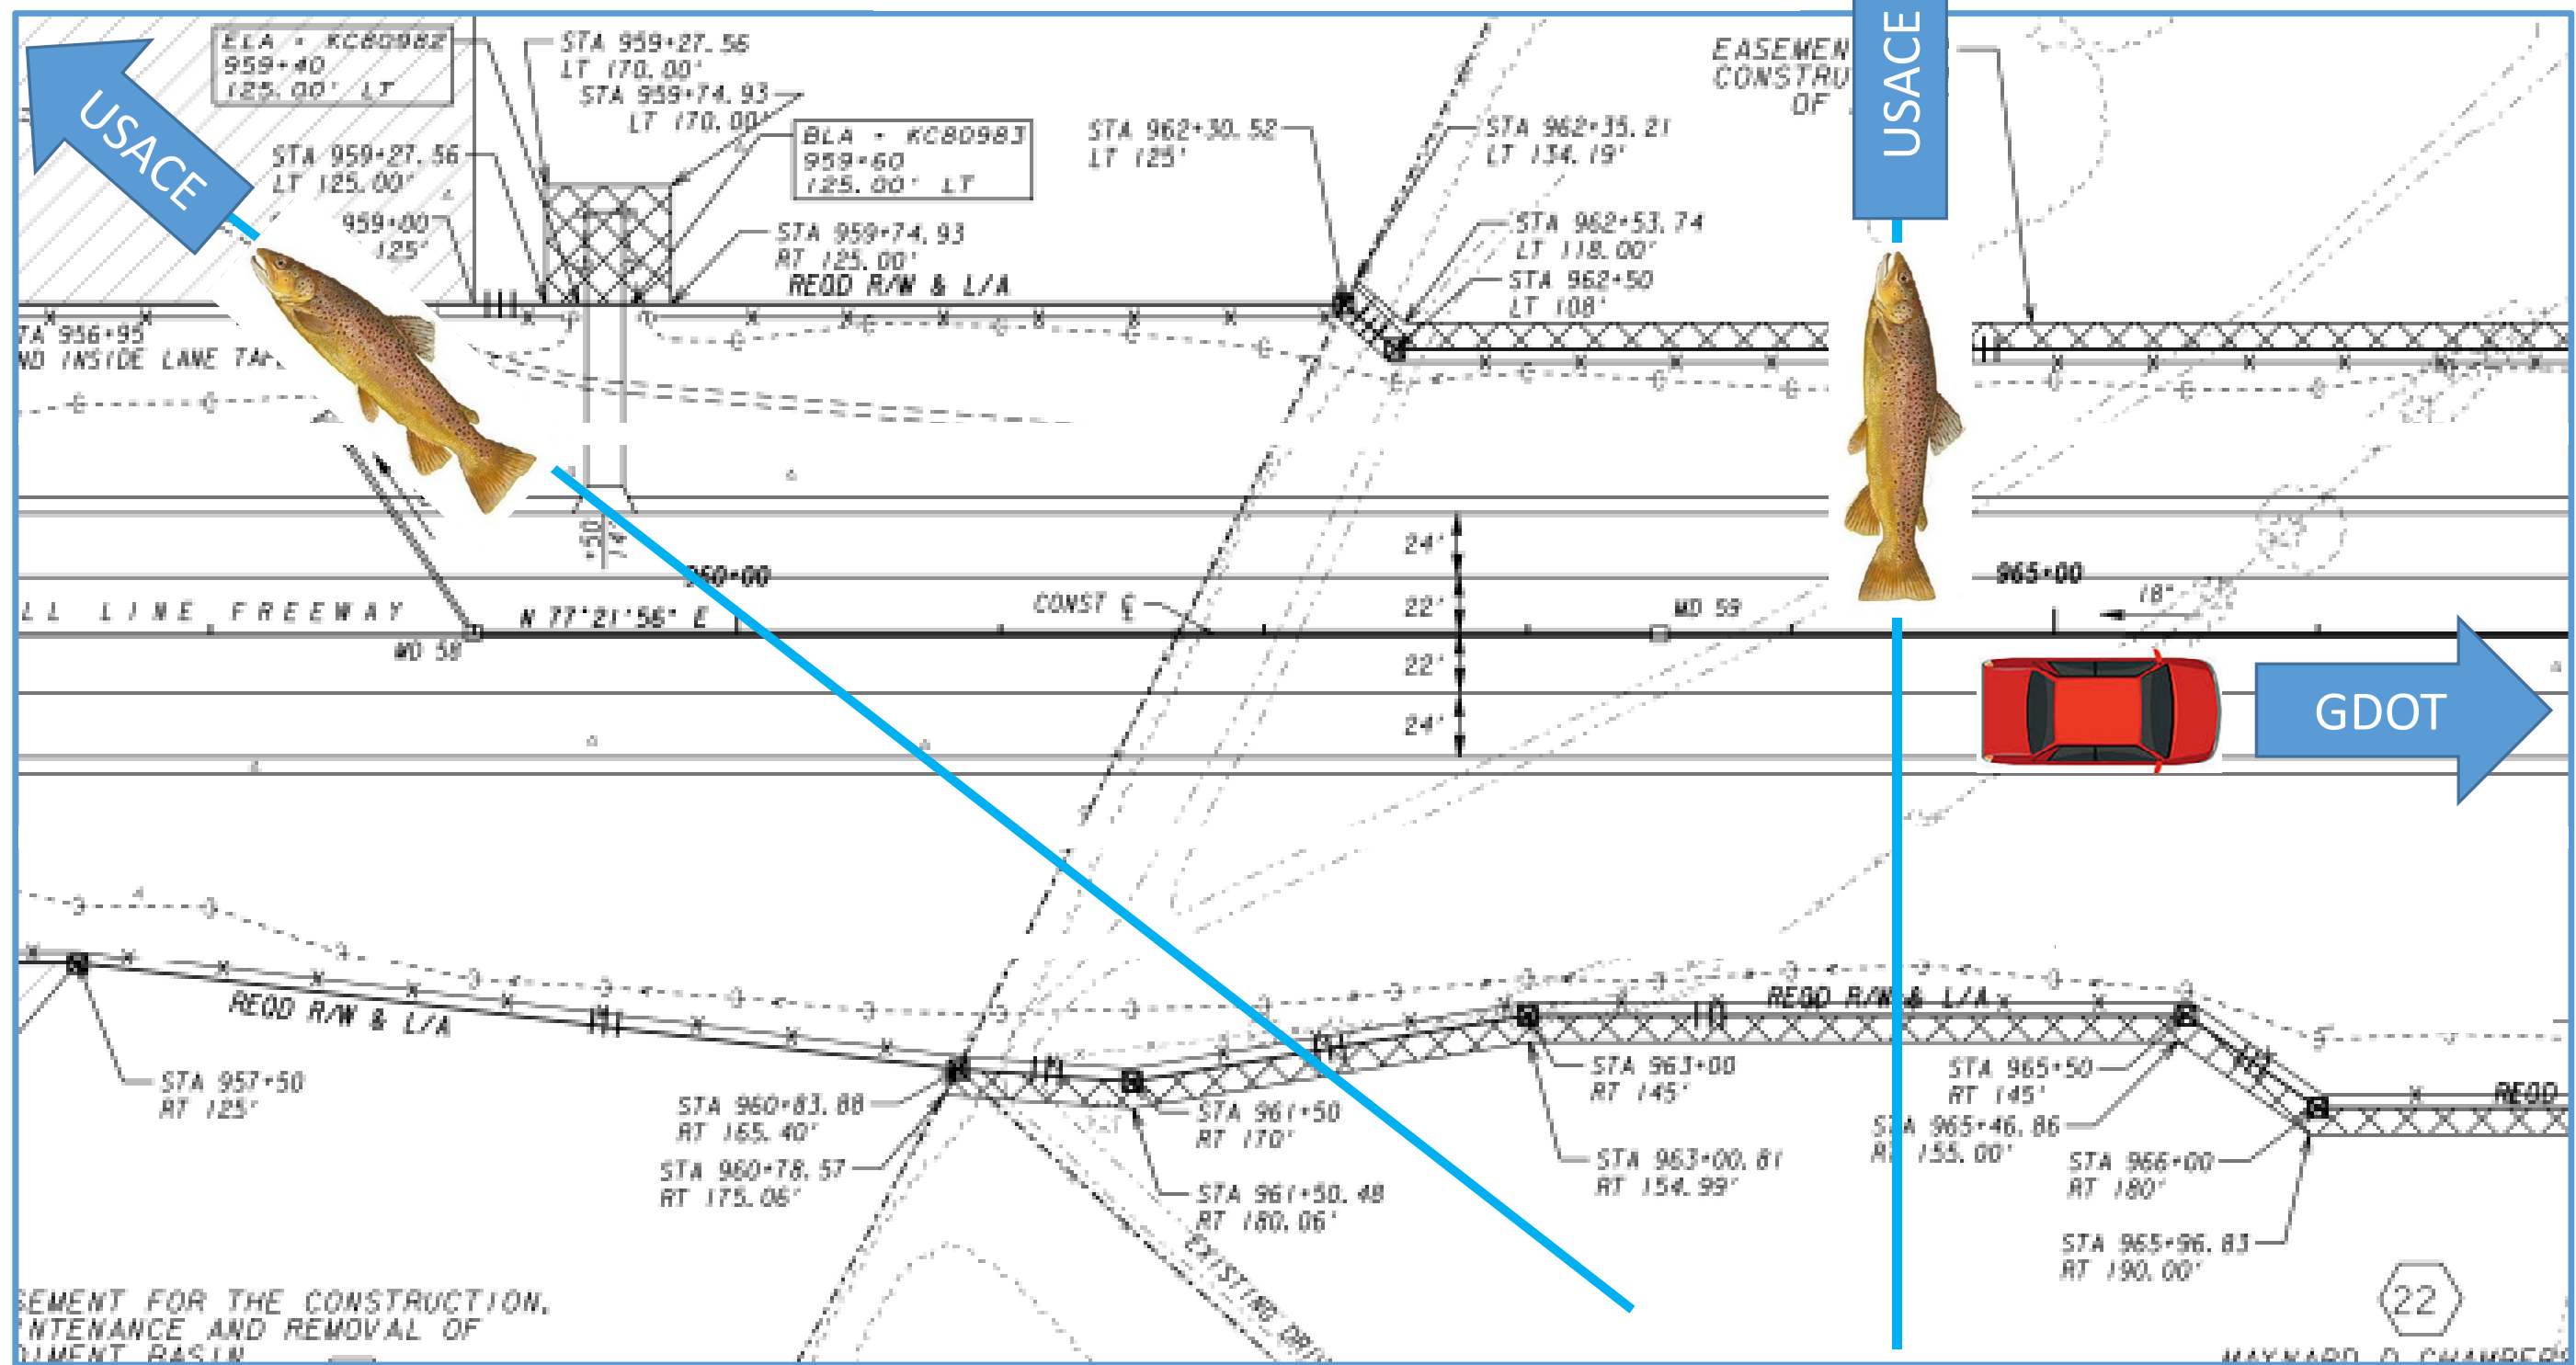 USACE
ELA - KC80982
959+40
125.00' LT
STA 959+27.56
LT 170.00'
STA 959+74.93
LT 170.00'
BLA - KC80983
959+60
125.00' LT
STA 959+27.56
LT 125.00'
959+00
125'
STA 959+74.93
RT 125.00'
REQD R/W & L/A
STA 962+30.52
LT 125'
STA 962+35.21
LT 134.19'
STA 962+53.74
LT 118.00'
STA 962+50
LT 108'
EASEMEN
CONSTRU
OF
USACE
TA 956+95
ND INSIDE LANE TAP
+50
14'
960+00
LL LINE FREEWAY
N 77°21'56" E
MD 58
CONST ℄
24'
22'
22'
24'
MD 59
965+00
18"
GDOT
REQD R/W & L/A
STA 957+50
RT 125'
STA 960+83.88
RT 165.40'
STA 960+78.57
RT 175.06'
STA 961+50
RT 170'
STA 961+50.48
RT 180.06'
REQD R/W & L/A
STA 963+00
RT 145'
STA 963+00.81
RT 154.99'
STA 965+50
RT 145'
STA 965+46.86
RT 155.00'
REQD
STA 966+00
RT 180'
STA 965+96.83
RT 190.00'
EXISTING DRI
SEMENT FOR THE CONSTRUCTION,
NTENANCE AND REMOVAL OF
DIMENT BASIN
22
MAYNARD D CHAMBERS